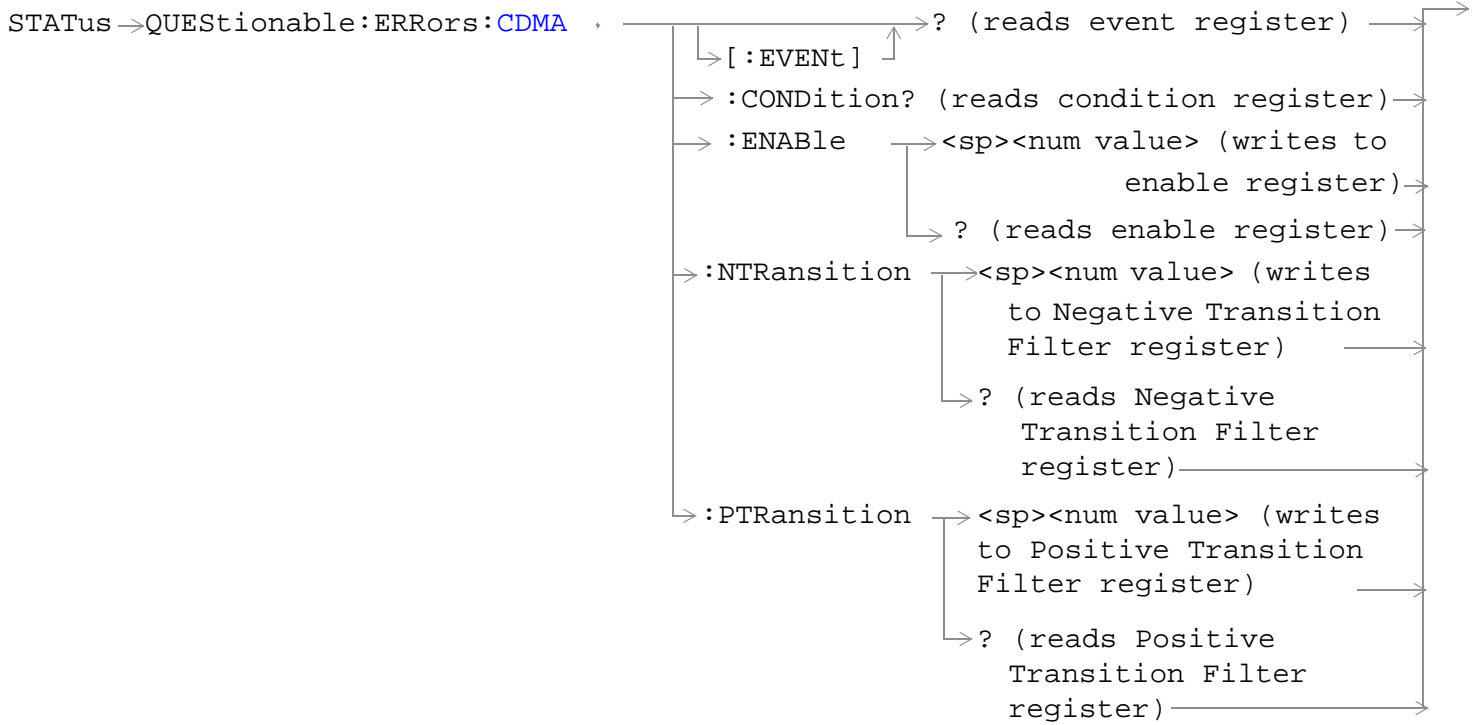 STATus QUEStionable:ERRors:CDMA ? (reads event register)
[:EVENt]
:CONDition? (reads condition register)
:ENABle <sp><num value> (writes to
enable register)
? (reads enable register)
:NTRansition <sp><num value> (writes
to Negative Transition
Filter register)
? (reads Negative
Transition Filter
register)
:PTRansition <sp><num value> (writes
to Positive Transition
Filter register)
? (reads Positive
Transition Filter
register)